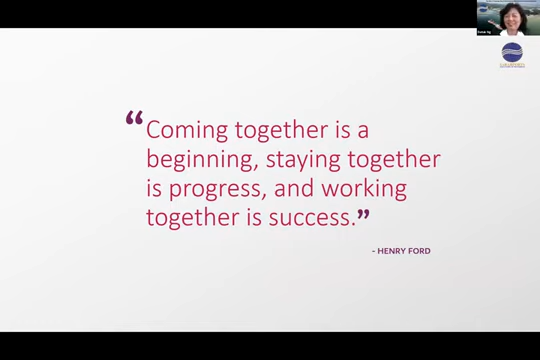 “Coming together is a
beginning, staying together
is progress, and working
together is success.”
- HENRY FORD